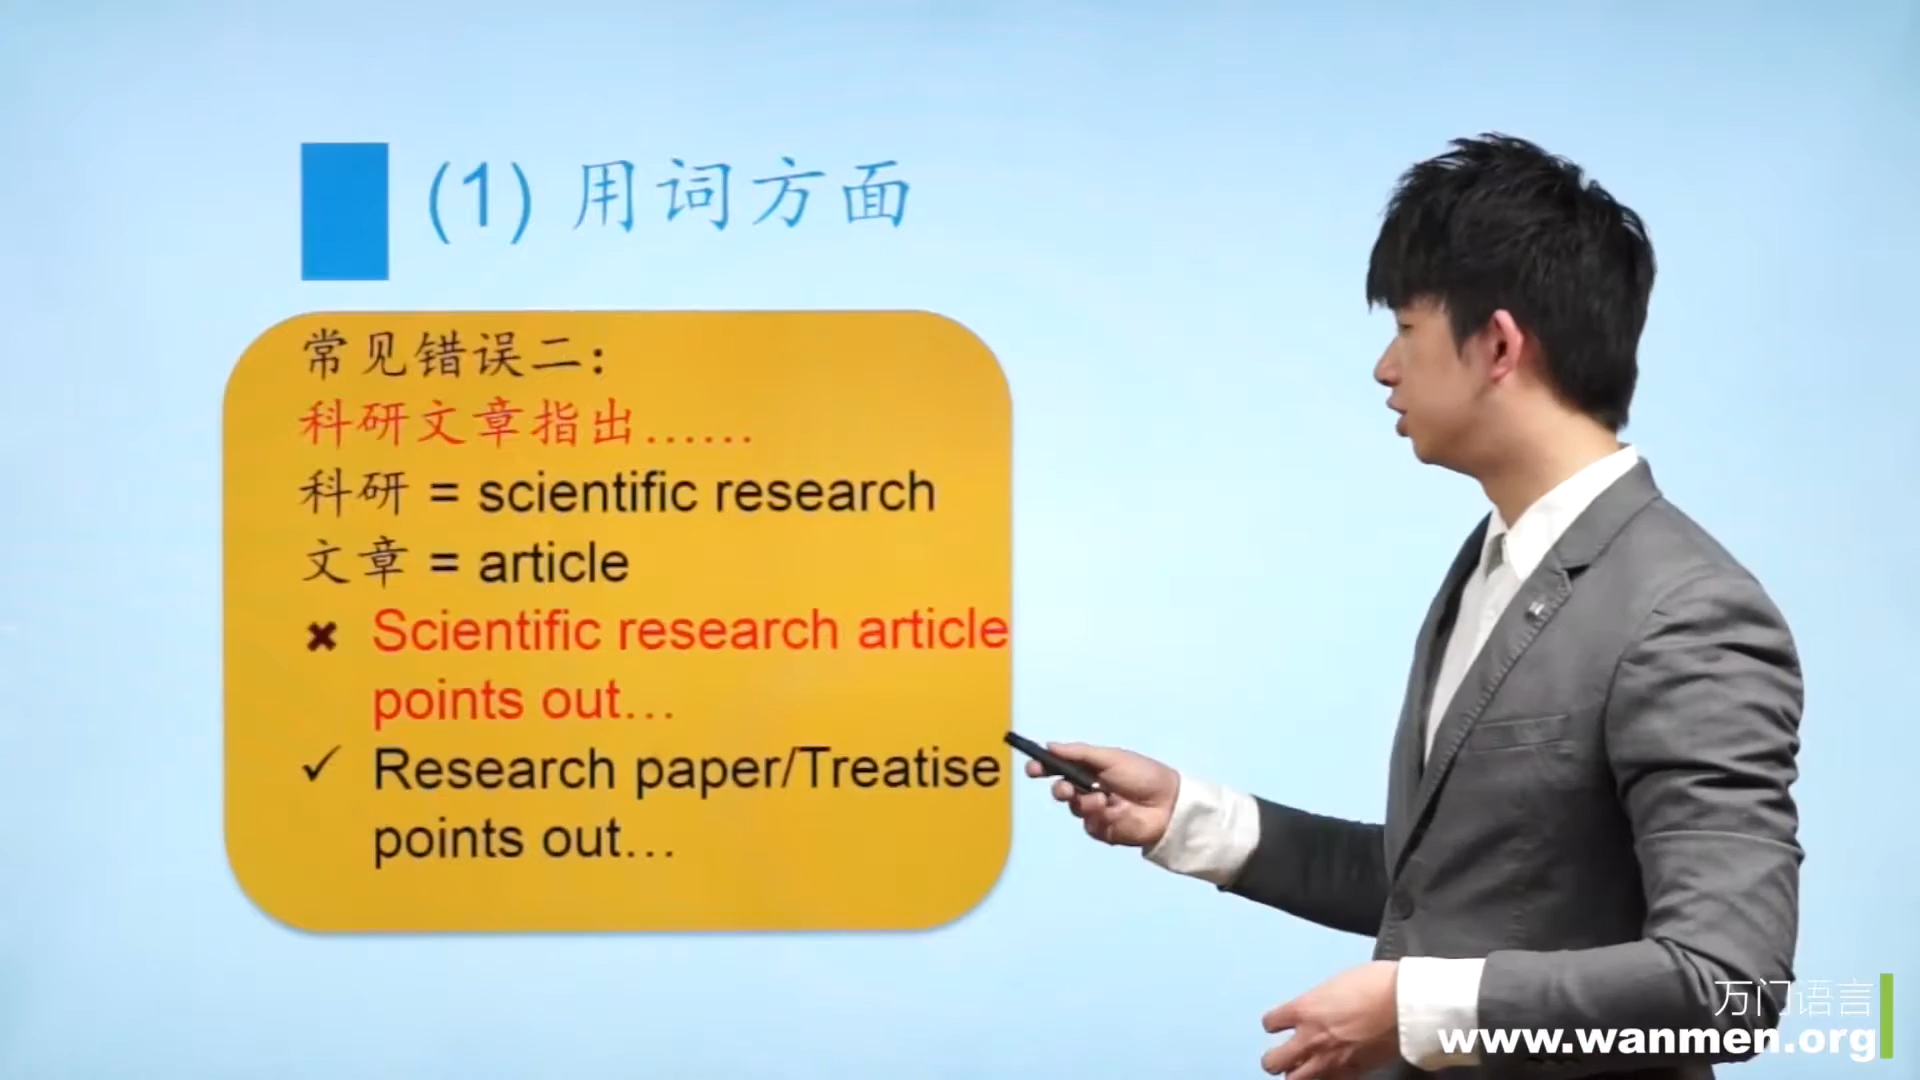 (1) 用词方面
常见错误二：
科研文章指出……
科研 = scientific research
文章 = article
✖ Scientific research article
points out…
✓ Research paper/Treatise
points out…
万门语言
www.wanmen.org